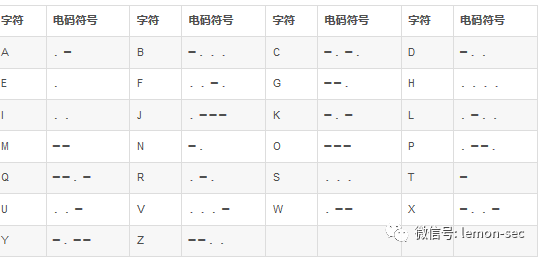 字符 电码符号 字符 电码符号 字符 电码符号 字符 电码符号
A . ━ B ━ . . . C ━ . ━ . D ━ . .
E . F . . ━ . G ━ ━ . H . . . .
I . . J . ━ ━ ━ K ━ . ━ L . ━ . .
M ━ ━ N ━ . O ━ ━ ━ P . ━ ━ .
Q ━ ━ . ━ R . ━ . S . . . T ━
U . . ━ V . . . ━ W . ━ ━ X ━ . . ━
Y ━ . ━ ━ Z ━ ━ . .
微信号: lemon-sec